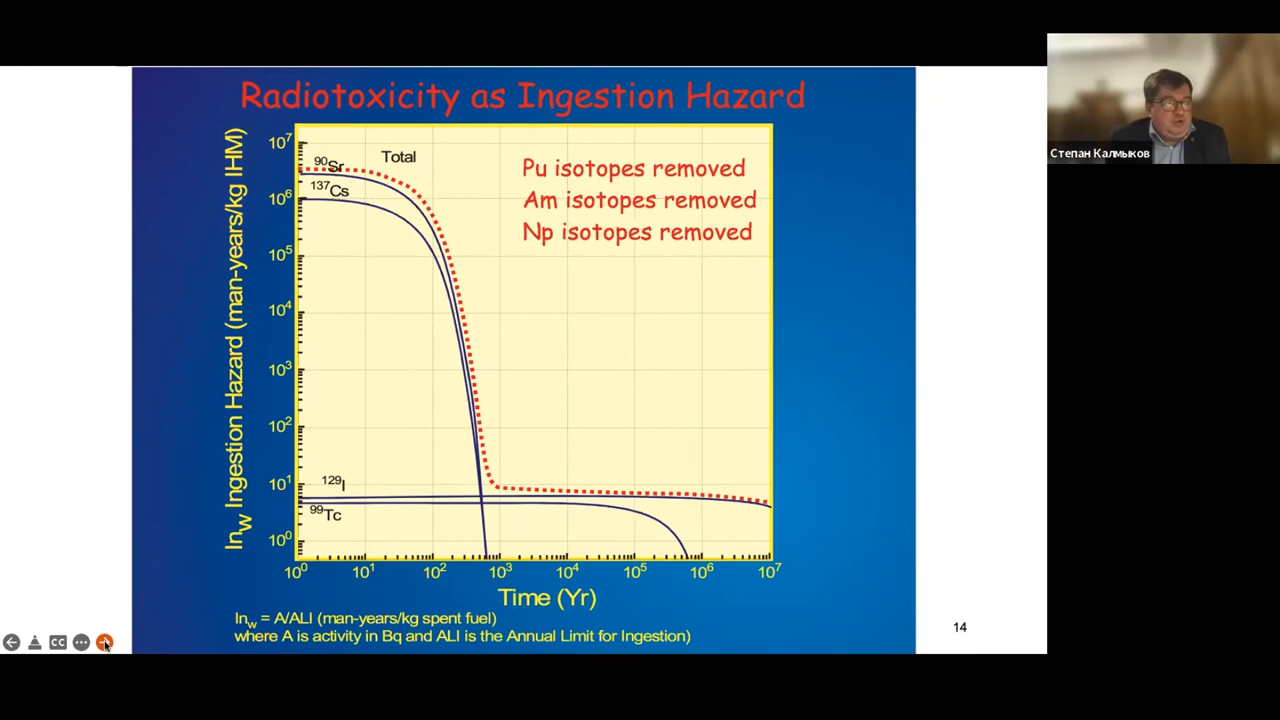 Radiotoxicity as Ingestion Hazard
Степан Калмыков
In_w Ingestion Hazard (man-years/kg IHM)
10^7
10^6
10^5
10^4
10^3
10^2
10^1
10^0
90Sr
Total
137Cs
Pu isotopes removed
Am isotopes removed
Np isotopes removed
129I
99Tc
10^0 10^1 10^2 10^3 10^4 10^5 10^6 10^7
Time (Yr)
In_w = A/ALI (man-years/kg spent fuel)
where A is activity in Bq and ALI is the Annual Limit for Ingestion)
14
CC